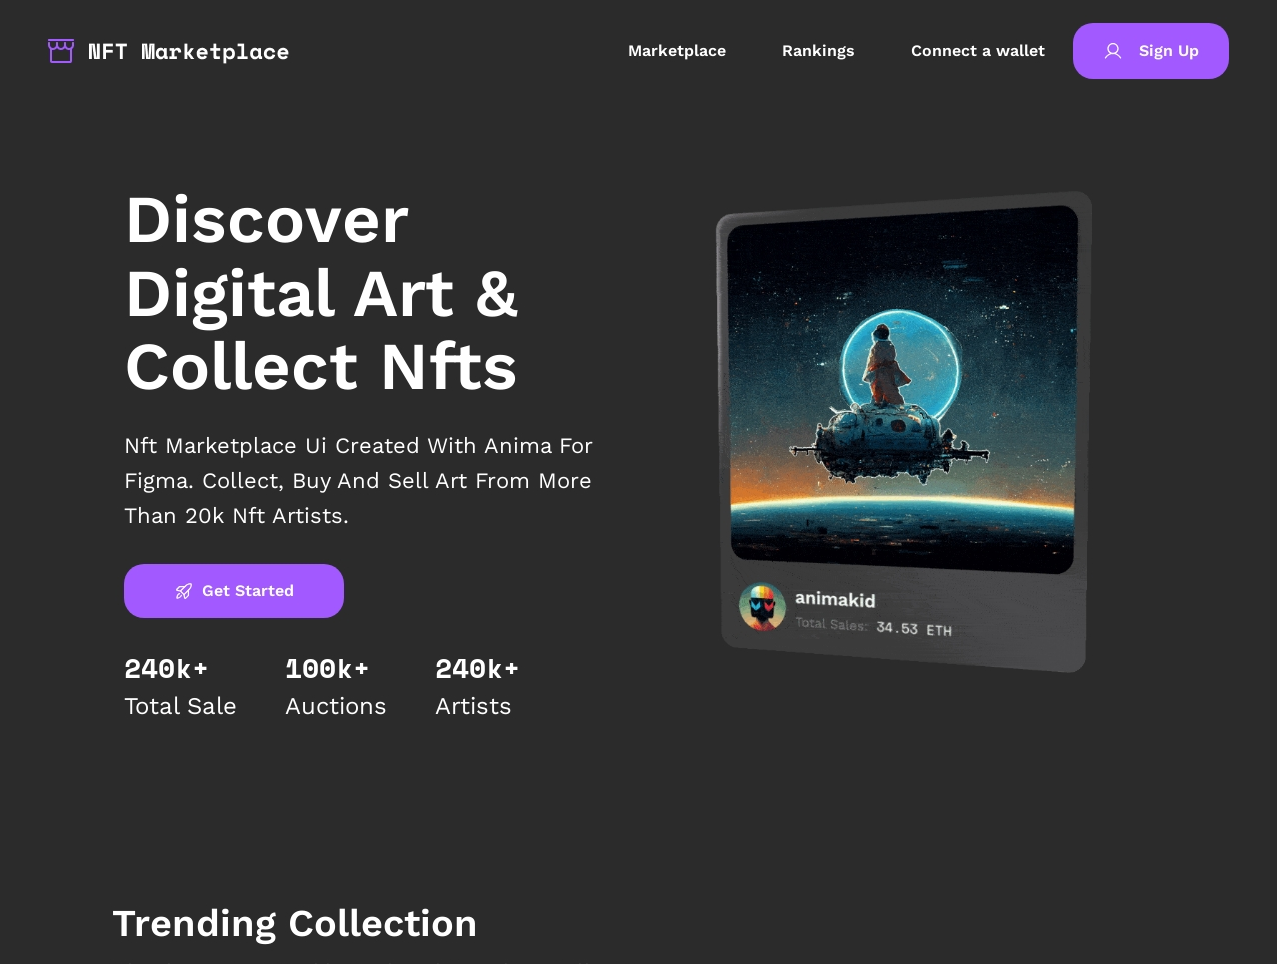 NFT Marketplace
Marketplace
Rankings
Connect a wallet
Sign Up
Discover
Digital Art &
Collect Nfts
Nft Marketplace Ui Created With Anima For
Figma. Collect, Buy And Sell Art From More
Than 20k Nft Artists.
Get Started
240k+
Total Sale
100k+
Auctions
240k+
Artists
animakid
Total Sales: 34.53 ETH
Trending Collection